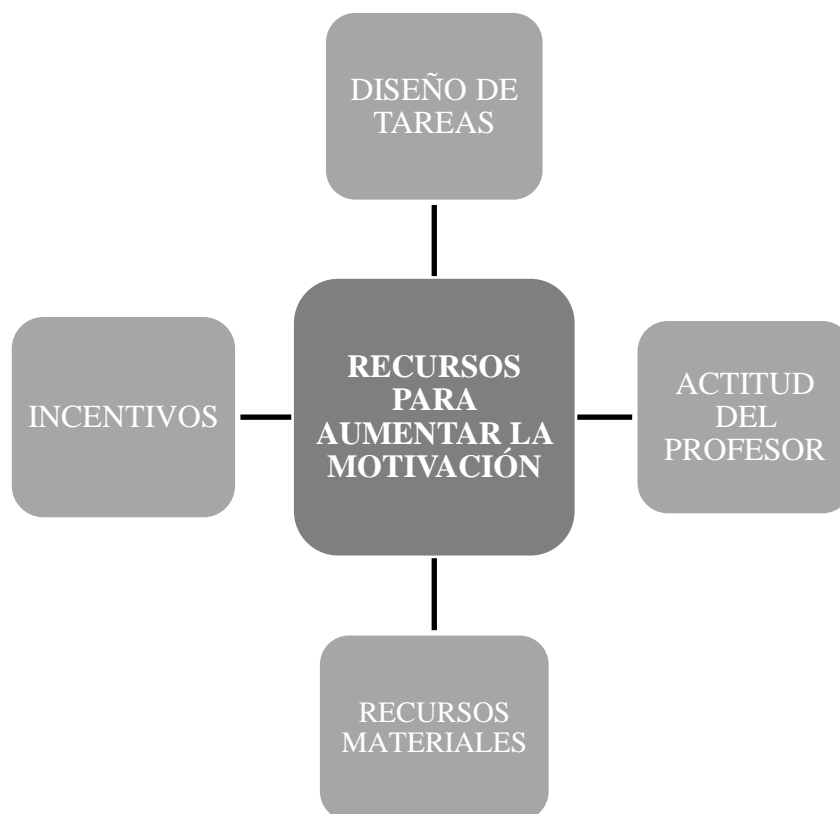 DISEÑO DE
TAREAS
INCENTIVOS
RECURSOS
PARA
AUMENTAR LA
MOTIVACIÓN
ACTITUD
DEL
PROFESOR
RECURSOS
MATERIALES